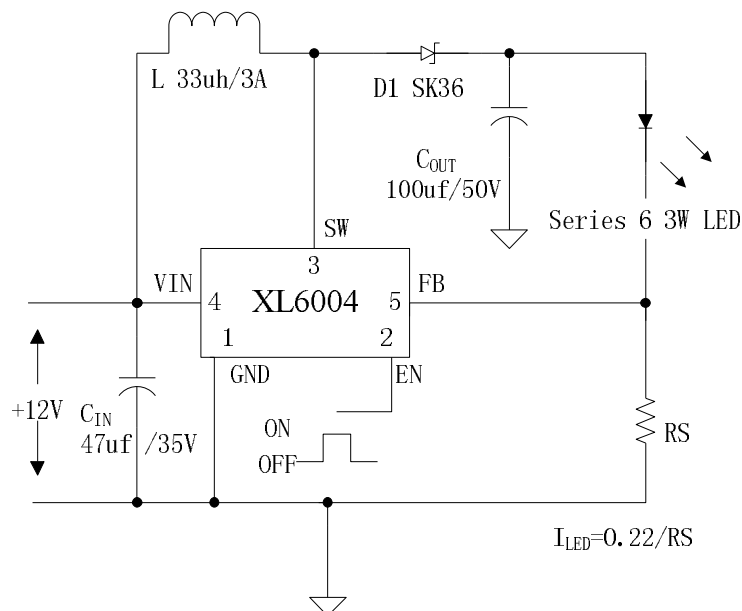 L 33uh/3A
D1 SK36
COUT
100uf/50V
Series 6 3W LED
SW
3
VIN
4
XL6004
5
FB
1
2
GND
EN
+12V
CIN
47uf /35V
ON
OFF
RS
ILED=0.22/RS